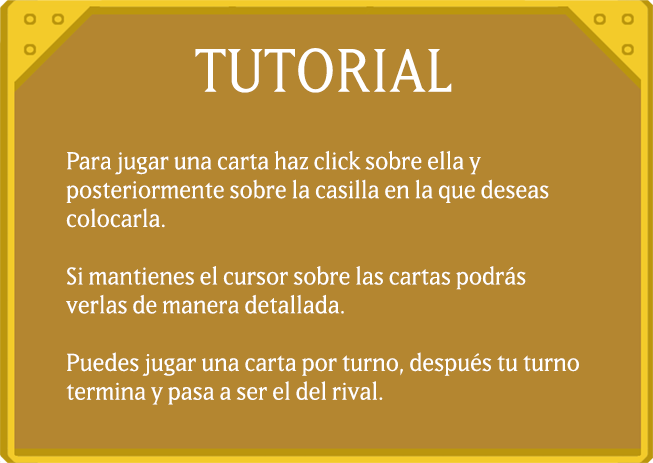 TUTORIAL
Para jugar una carta haz click sobre ella y
posteriormente sobre la casilla en la que deseas
colocarla.
Si mantienes el cursor sobre las cartas podrás
verlas de manera detallada.
Puedes jugar una carta por turno, después tu turno
termina y pasa a ser el del rival.